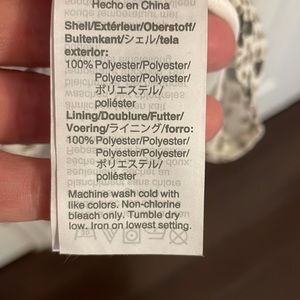 Hecho en China
Shell/Extérieur/Oberstoff/
Buitenkant/シェル/tela
exterior:
100% Polyester/Polyester/
Polyester/Polyester/
ポリエステル/
poliéster
Lining/Doublure/Futter/
Voering/ライニング/forro:
100% Polyester/Polyester/
Polyester/Polyester/
ポリエステル/
poliéster
Machine wash cold with
like colors. Non-chlorine
bleach only. Tumble dry
low. Iron on lowest setting.